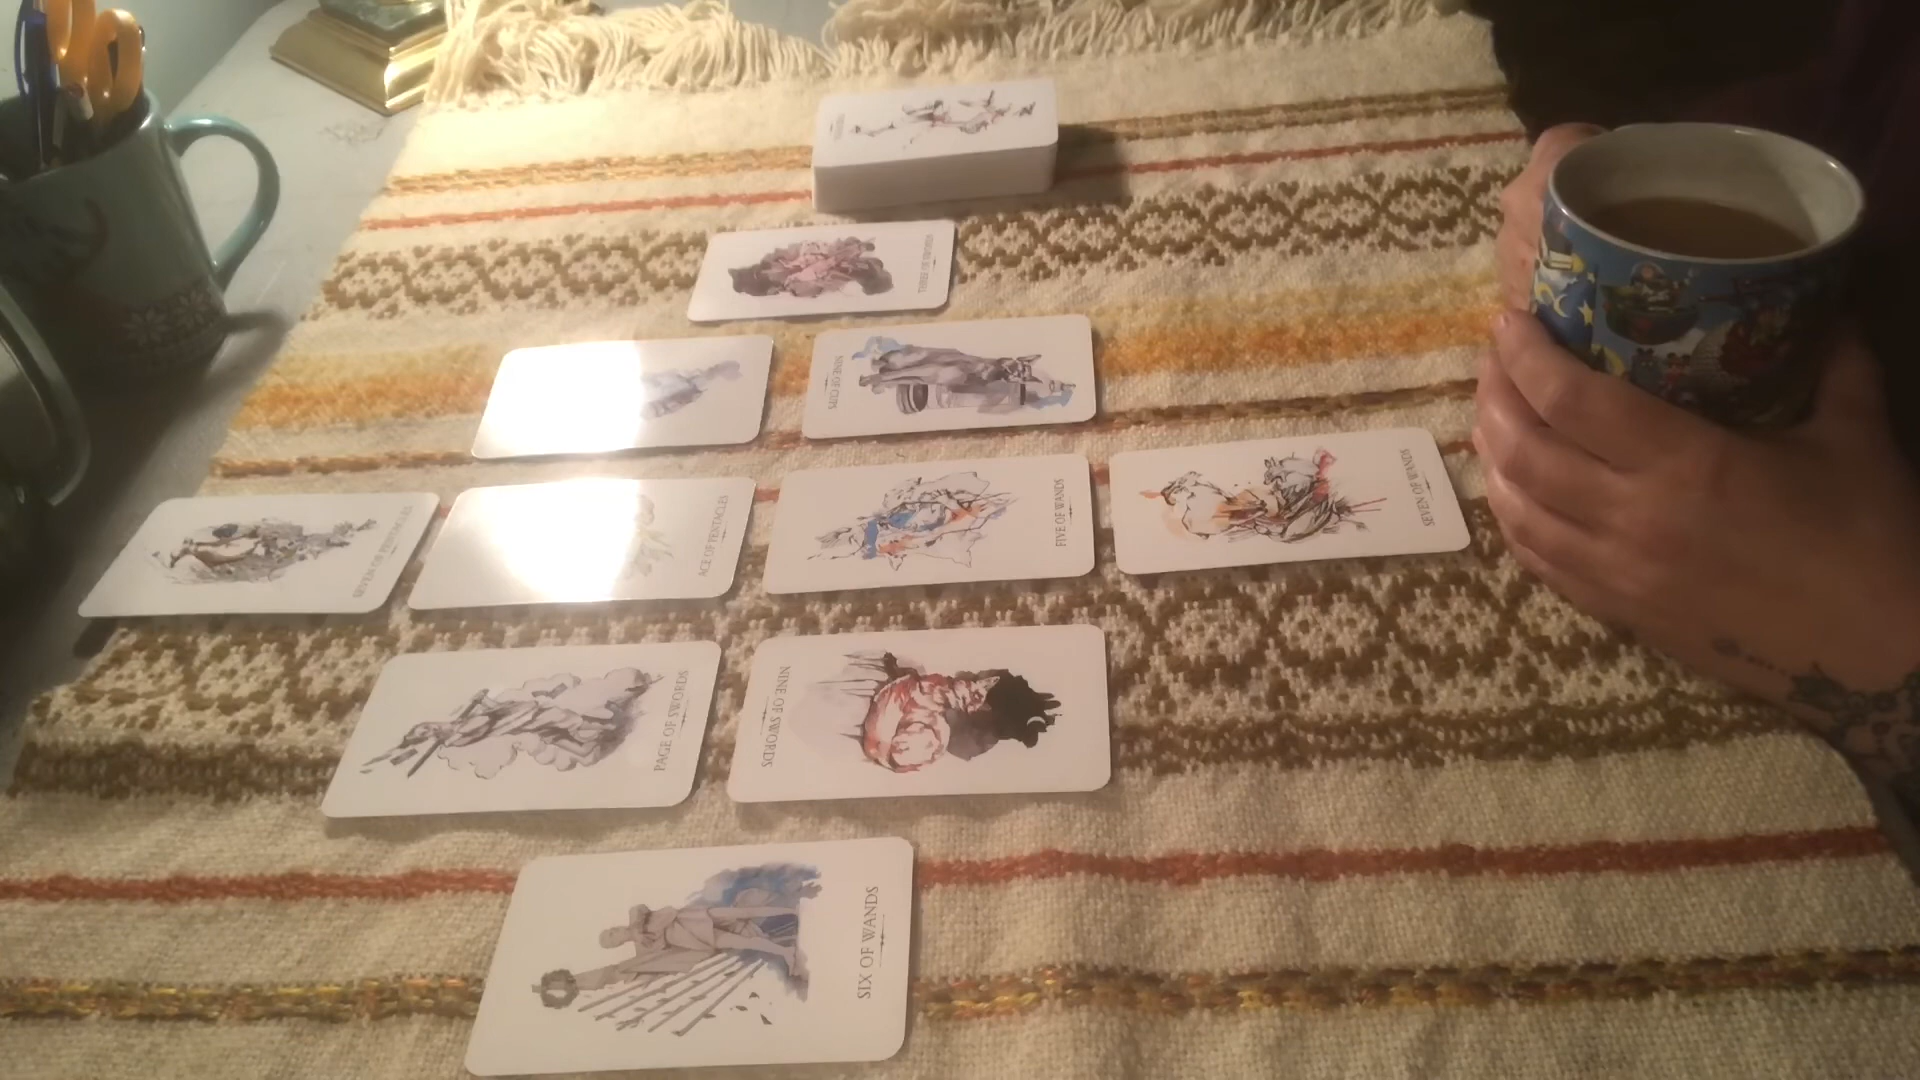 THREE OF SWORDS
NINE OF CUPS
SEVEN OF PENTACLES
ACE OF PENTACLES
FIVE OF WANDS
SEVEN OF WANDS
PAGE OF SWORDS
NINE OF SWORDS
SIX OF WANDS